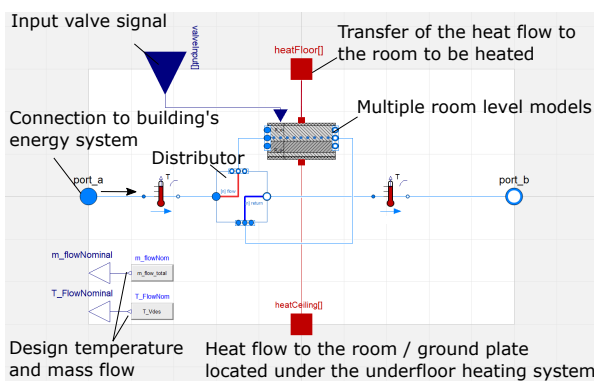 Input valve signal
valveInput[]
heatFloor[]
Transfer of the heat flow to
the room to be heated
Multiple room level models
Connection to building's
energy system
Distributor
port_a
T
[n] flow
[n] return
T
port_b
m_flowNominal
m_flowNom
m_flow_total
T_FlowNominal
T_FlowNom
T_Vdes
heatCeiling[]
Design temperature
and mass flow
Heat flow to the room / ground plate
located under the underfloor heating system